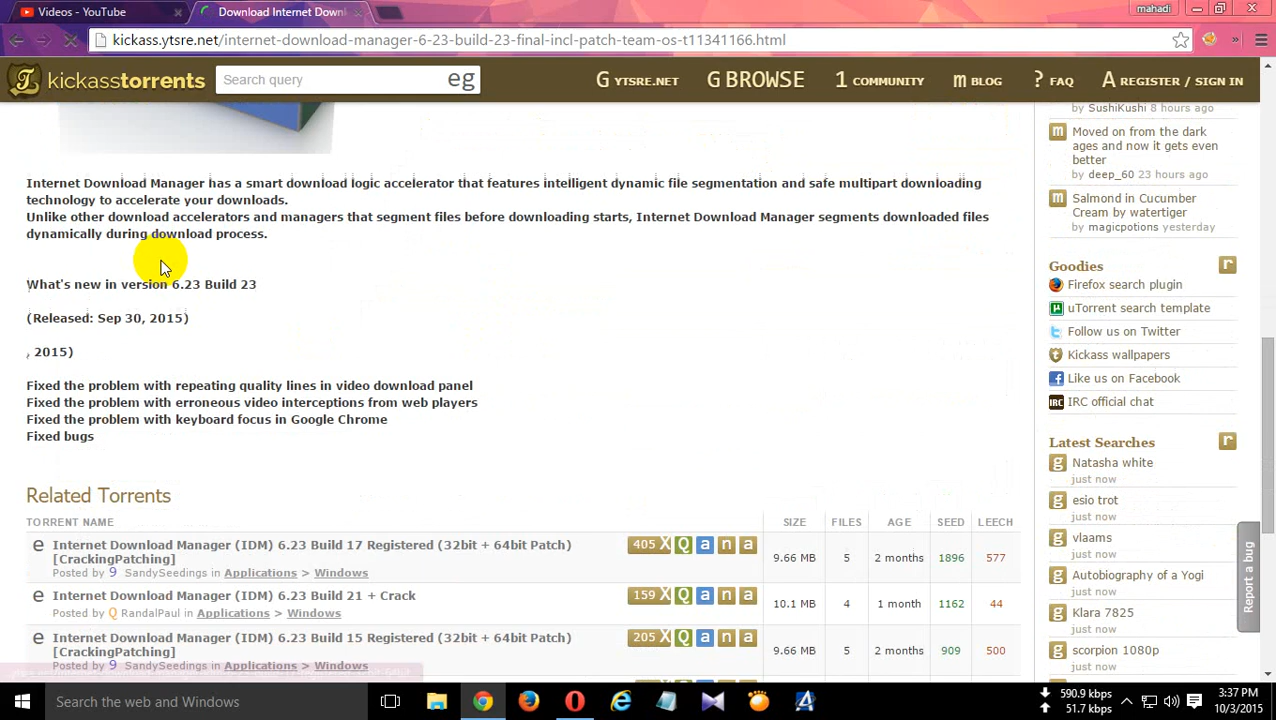 Videos - YouTube
Download Internet Down
mahadi
kickass.ytsre.net/internet-download-manager-6-23-build-23-final-incl-patch-team-os-t11341166.html
kickasstorrents
Search query
eg
G YTSRE.NET
G BROWSE
1 COMMUNITY
m BLOG
? FAQ
A REGISTER / SIGN IN
Internet Download Manager has a smart download logic accelerator that features intelligent dynamic file segmentation and safe multipart downloading
technology to accelerate your downloads.
Unlike other download accelerators and managers that segment files before downloading starts, Internet Download Manager segments downloaded files
dynamically during download process.
What's new in version 6.23 Build 23
(Released: Sep 30, 2015)
, 2015)
Fixed the problem with repeating quality lines in video download panel
Fixed the problem with erroneous video interceptions from web players
Fixed the problem with keyboard focus in Google Chrome
Fixed bugs
Related Torrents
TORRENT NAME SIZE FILES AGE SEED LEECH
e Internet Download Manager (IDM) 6.23 Build 17 Registered (32bit + 64bit Patch) 405 X Q a n a 9.66 MB 5 2 months 1896 577
[CrackingPatching]
Posted by 9 SandySeedings in Applications > Windows
e Internet Download Manager (IDM) 6.23 Build 21 + Crack 159 X Q a n a 10.1 MB 4 1 month 1162 44
Posted by Q RandalPaul in Applications > Windows
e Internet Download Manager (IDM) 6.23 Build 15 Registered (32bit + 64bit Patch) 205 X Q a n a 9.66 MB 5 2 months 909 500
[CrackingPatching]
Posted by 9 SandySeedings in Applications > Windows
by SushiKushi 8 hours ago
m Moved on from the dark
ages and now it gets even
better
by deep_60 23 hours ago
m Salmond in Cucumber
Cream by watertiger
by magicpotions yesterday
Goodies r
Firefox search plugin
uTorrent search template
Follow us on Twitter
Kickass wallpapers
Like us on Facebook
IRC Official chat
Latest Searches r
g Natasha white
just now
g esio trot
just now
g vlaams
just now
g Autobiography of a Yogi
just now
g Klara 7825
just now
g scorpion 1080p
just now
Report a bug
Search the web and Windows
590.9 kbps
51.7 kbps
3:37 PM
10/3/2015